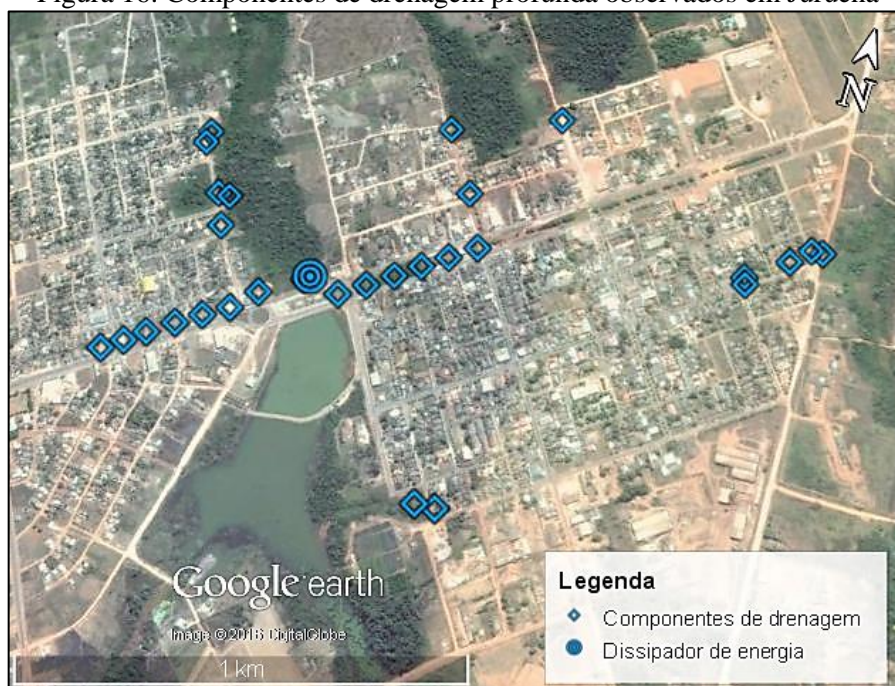 Figura 16: Componentes de drenagem profunda observados em Juruena
N
Google earth
Image © 2016 DigitalGlobe
1 km
Legenda
Componentes de drenagem
Dissipador de energia